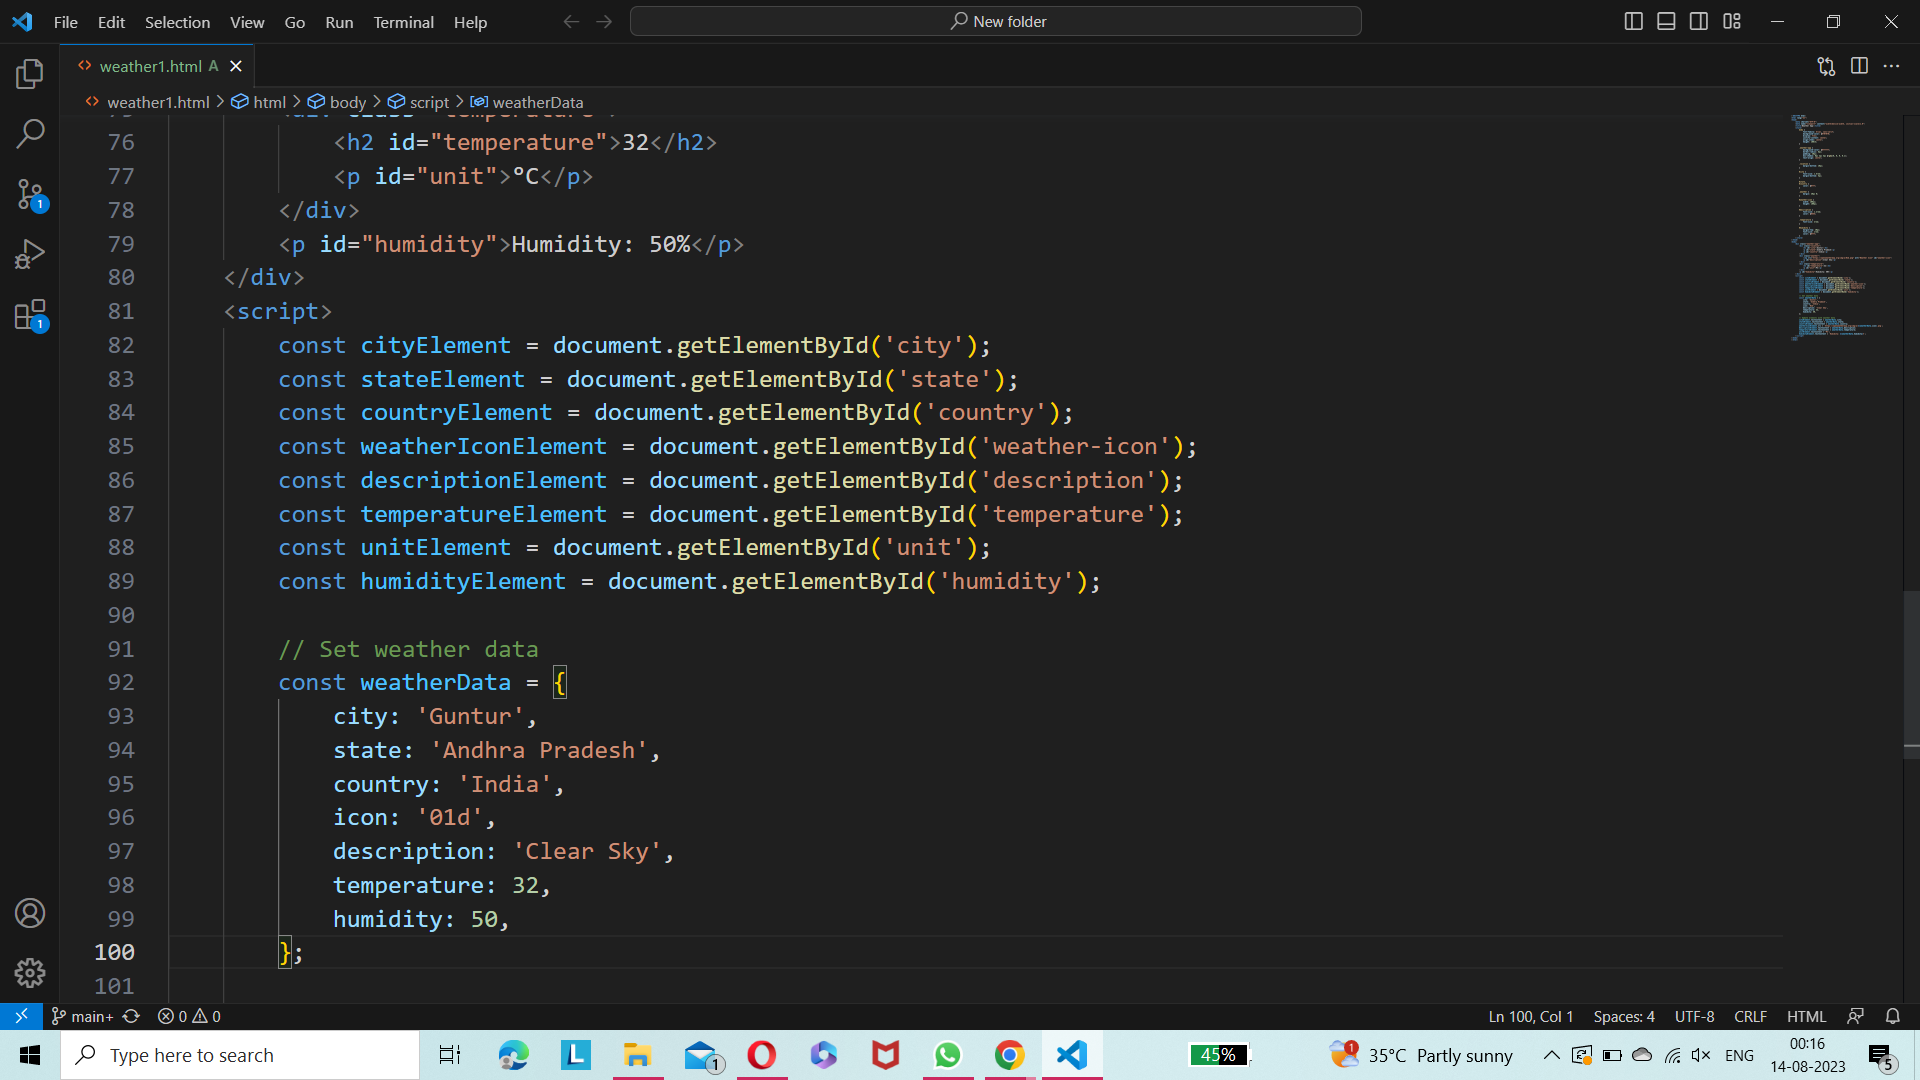 File Edit Selection View Go Run Terminal Help New folder
weather1.html A
weather1.html > html > body > script > weatherData
76 <h2 id="temperature">32</h2>
77 <p id="unit">°C</p>
78 </div>
79 <p id="humidity">Humidity: 50%</p>
80 </div>
81 <script>
82 const cityElement = document.getElementById('city');
83 const stateElement = document.getElementById('state');
84 const countryElement = document.getElementById('country');
85 const weatherIconElement = document.getElementById('weather-icon');
86 const descriptionElement = document.getElementById('description');
87 const temperatureElement = document.getElementById('temperature');
88 const unitElement = document.getElementById('unit');
89 const humidityElement = document.getElementById('humidity');
90
91 // Set weather data
92 const weatherData = {
93 city: 'Guntur',
94 state: 'Andhra Pradesh',
95 country: 'India',
96 icon: '01d',
97 description: 'Clear Sky',
98 temperature: 32,
99 humidity: 50,
100 };
101
main+ 0 0 Ln 100, Col 1 Spaces: 4 UTF-8 CRLF HTML
Type here to search 1 45% 1 35°C Partly sunny ENG 00:16
14-08-2023 5